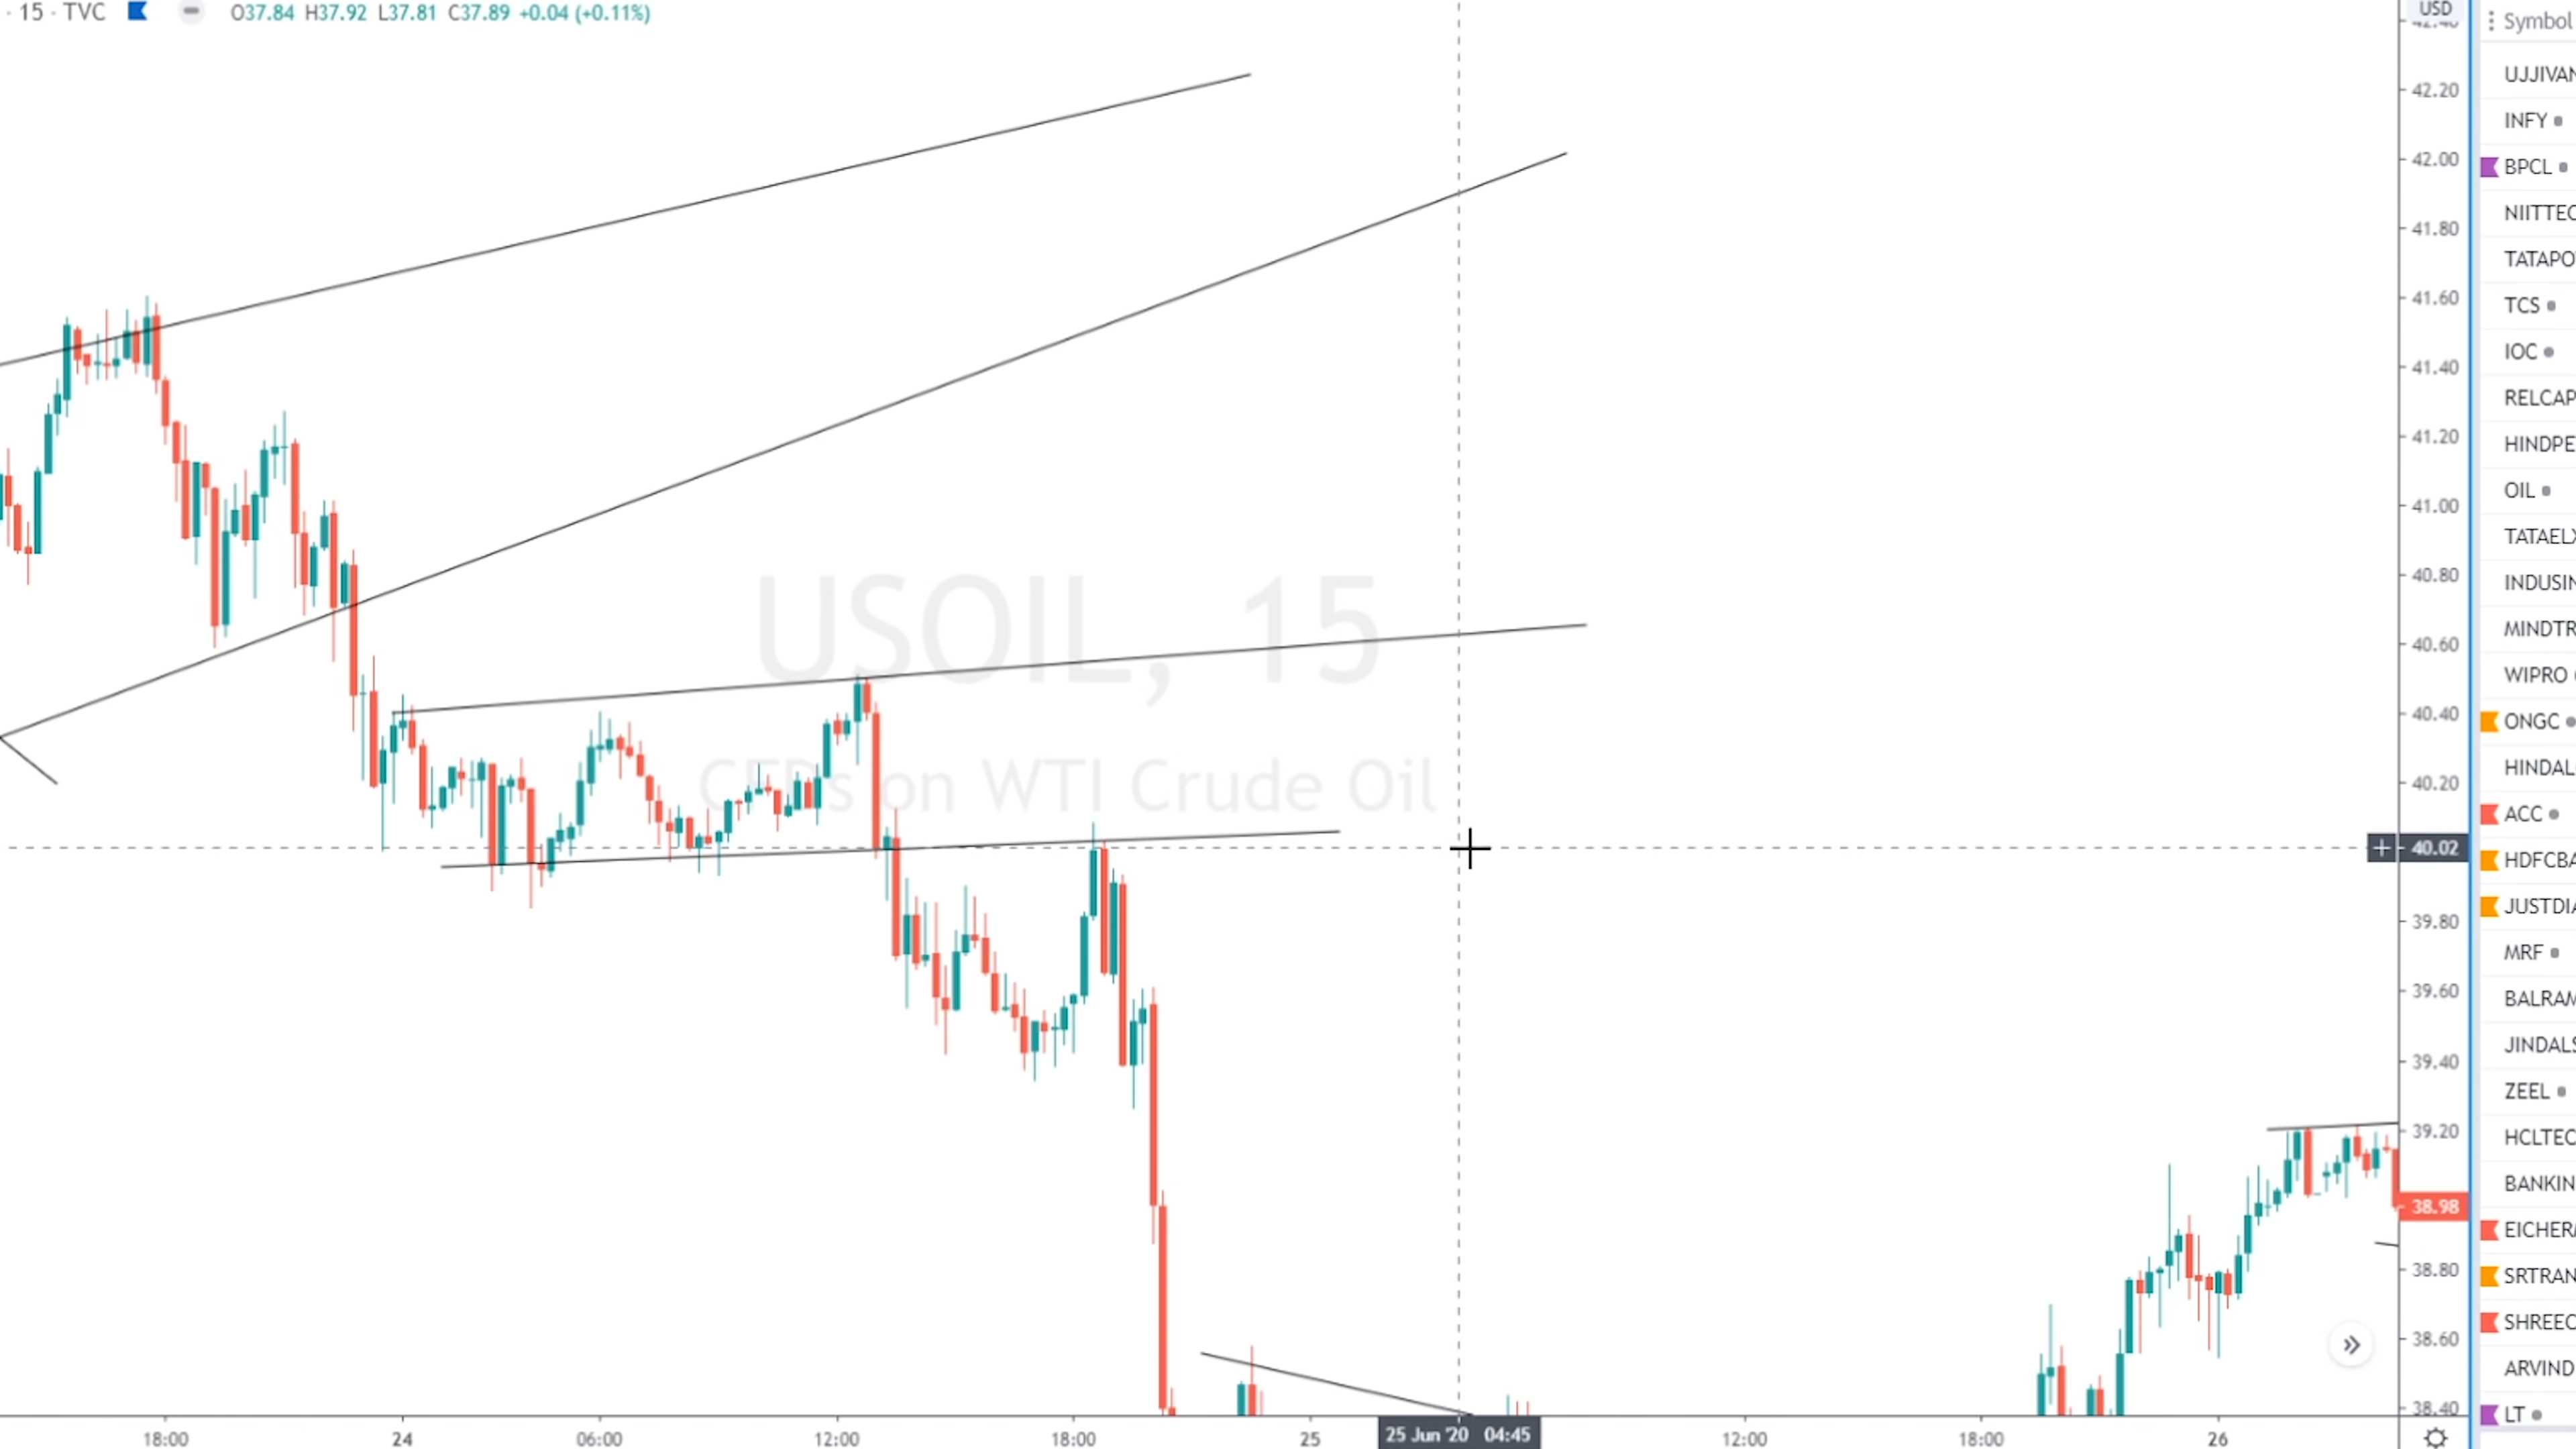 · 15 · TVC O37.84 H37.92 L37.81 C37.89 +0.04 (+0.11%)
USD
42.20
42.00
41.80
41.60
41.40
41.20
41.00
40.80
40.60
40.40
40.20
40.02
39.80
39.60
39.40
39.20
38.98
38.80
38.60
38.40
USOIL, 15
CFDs on WTI Crude Oil
18:00 24 06:00 12:00 18:00 25 25 Jun '20 04:45 12:00 18:00 26
Symbol
UJJIVAN
INFY
BPCL
NIITTEC
TATAPO
TCS
IOC
RELCAP
HINDPE
OIL
TATAELX
INDUSIN
MINDTR
WIPRO
ONGC
HINDAL
ACC
HDFCBA
JUSTDIA
MRF
BALRAM
JINDALS
ZEEL
HCLTEC
BANKIN
EICHERM
SRTRAN
SHREEC
ARVIND
LT